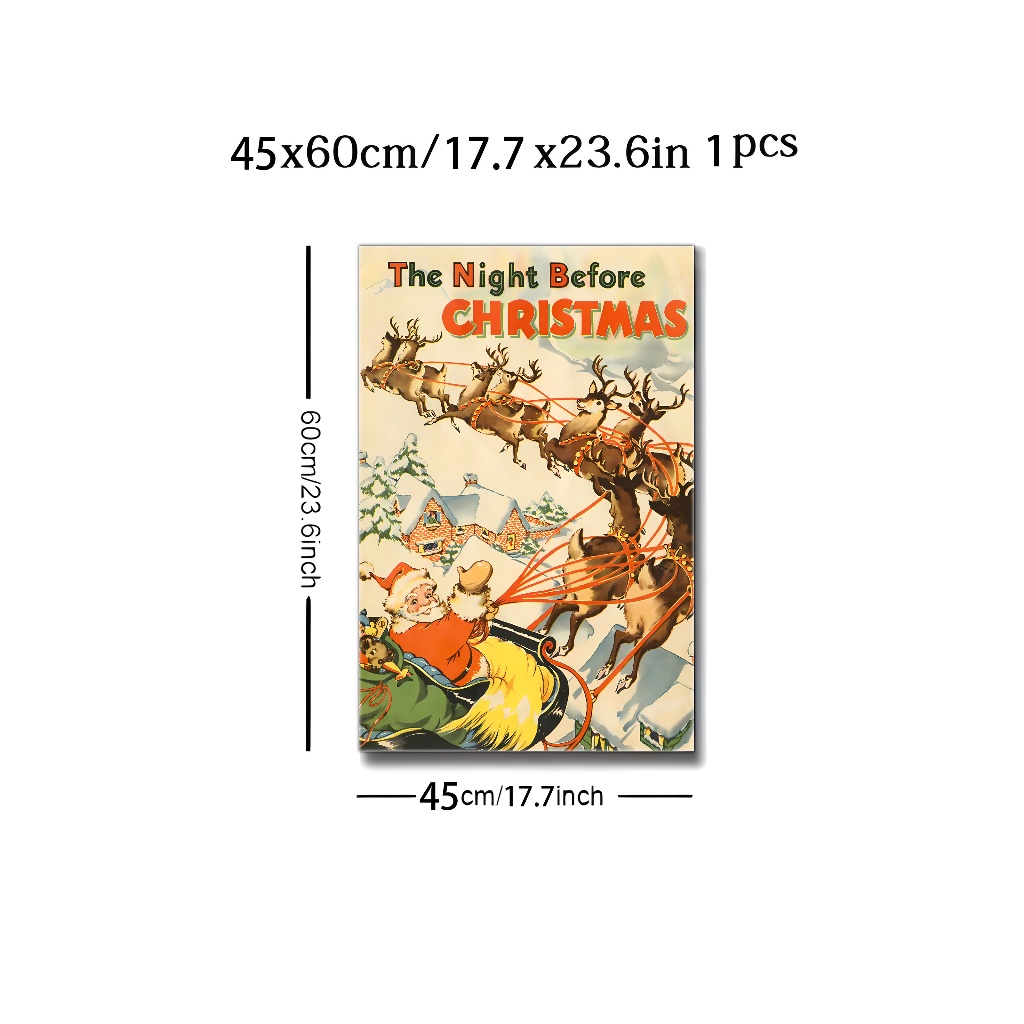 45x60cm/17.7 x23.6in 1pcs
The Night Before
CHRISTMAS
60cm/23.6inch
45cm/17.7inch